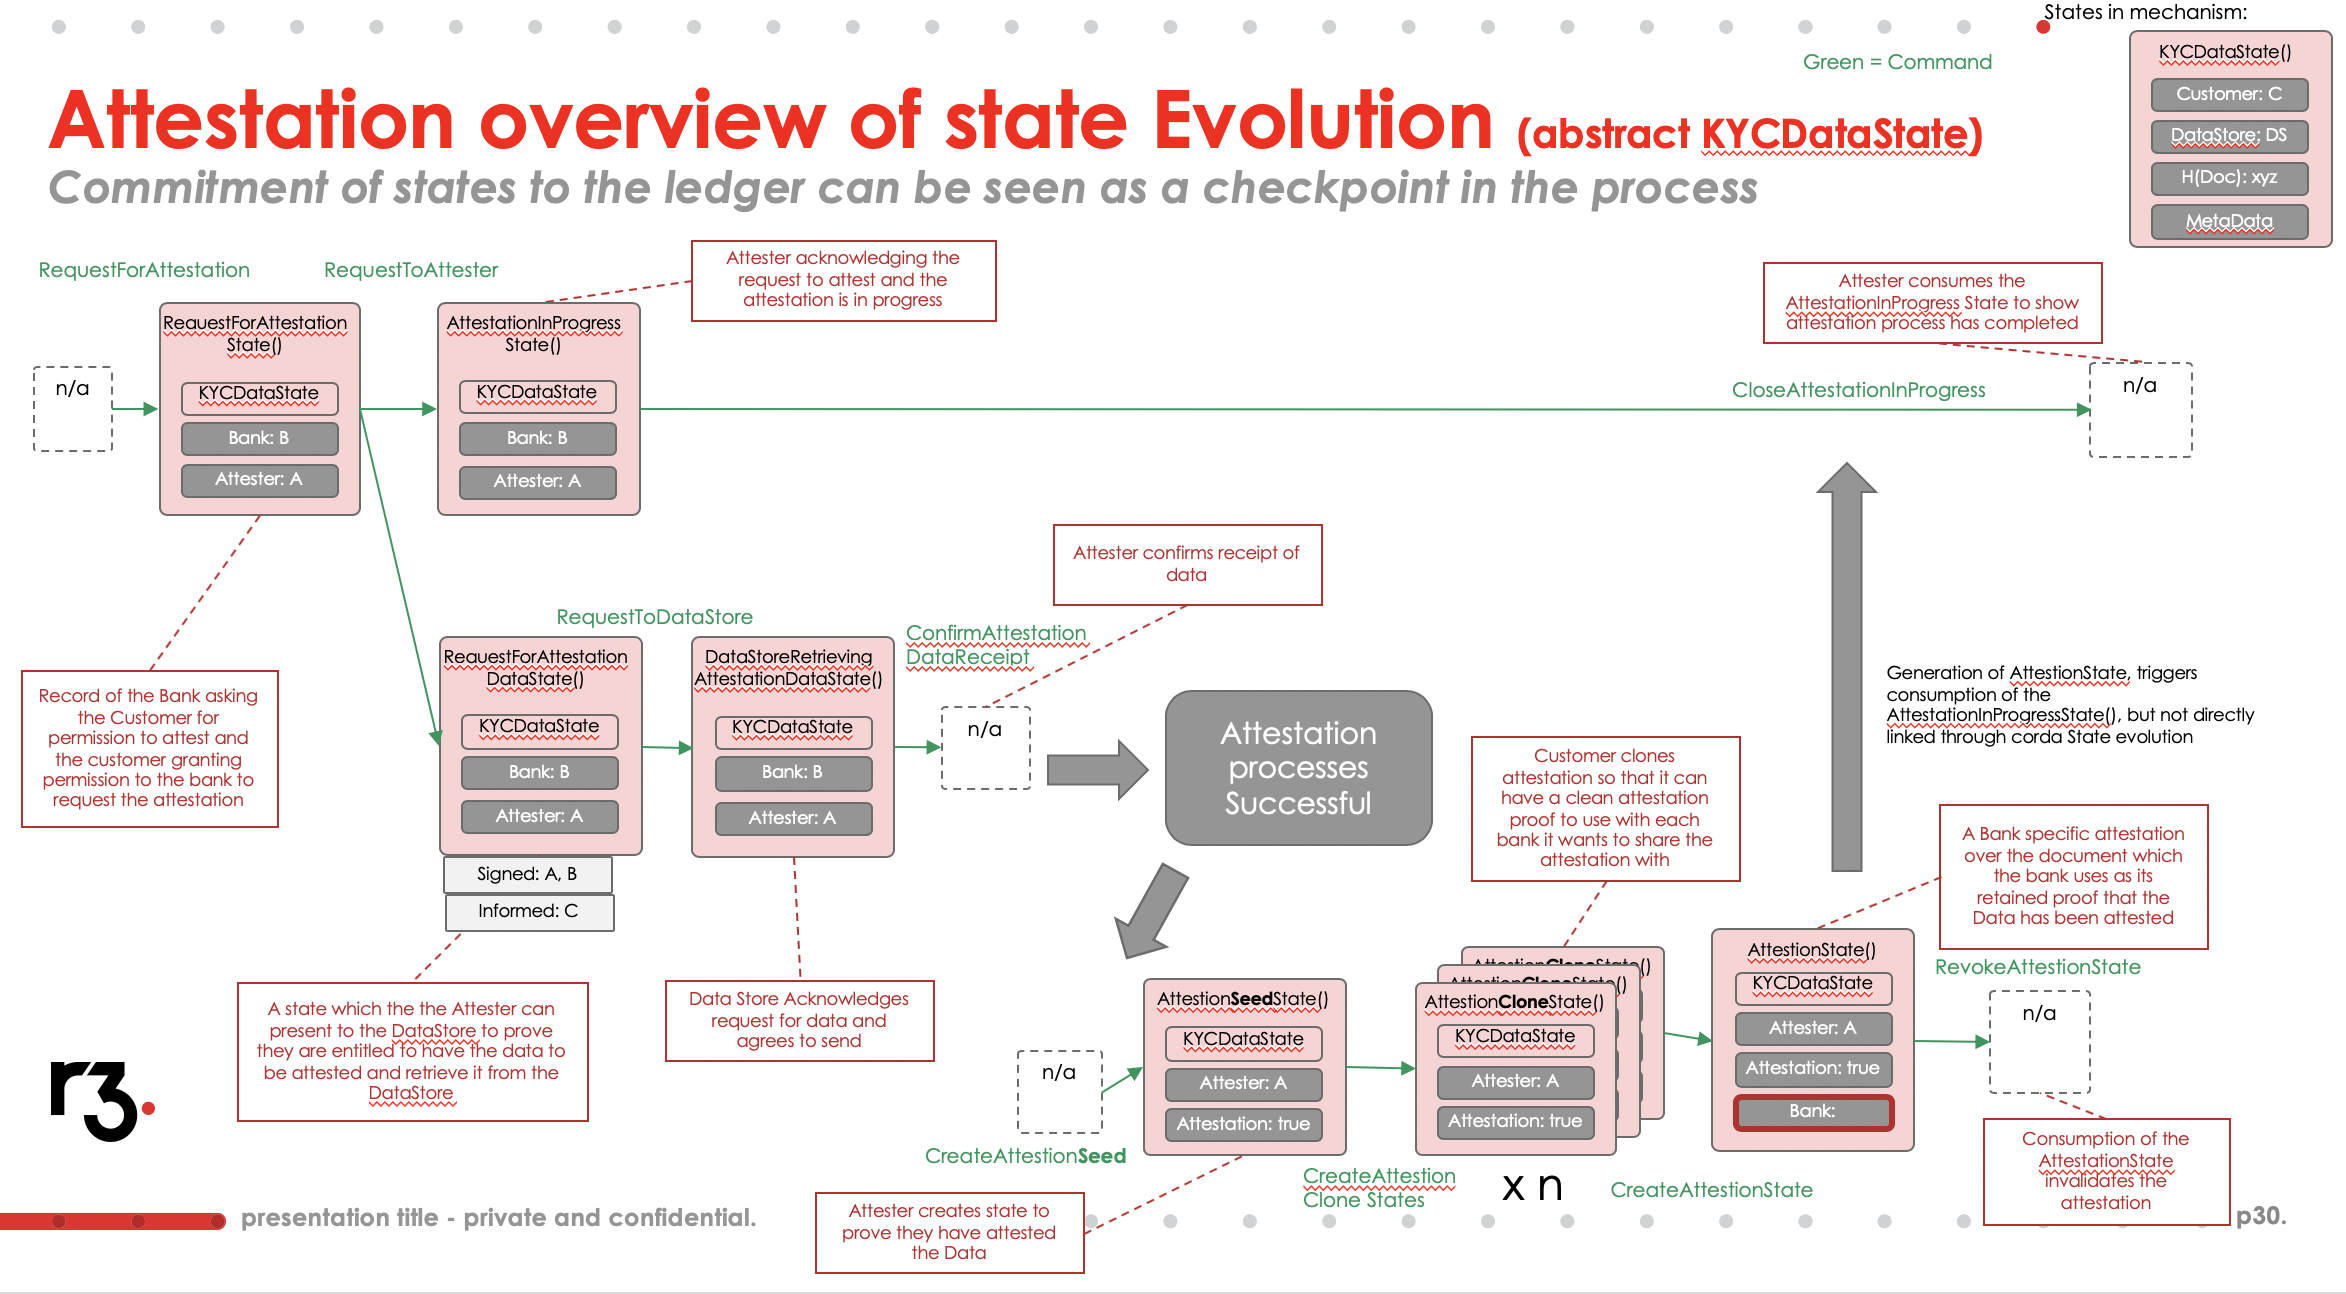 States in mechanism:
Green = Command
KYCDataState()
Customer: C
DataStore: DS
H(Doc): xyz
MetaData
Attestation overview of state Evolution (abstract KYCDataState)
Commitment of states to the ledger can be seen as a checkpoint in the process
RequestForAttestation
RequestToAttester
Attester acknowledging the
request to attest and the
attestation is in progress
Attester consumes the
AttestationInProgress State to show
attestation process has completed
n/a
RequestForAttestation
State()
KYCDataState
Bank: B
Attester: A
AttestationInProgress
State()
KYCDataState
Bank: B
Attester: A
CloseAttestationInProgress
n/a
Attester confirms receipt of
data
RequestToDataStore
ConfirmAttestation
DataReceipt
Record of the Bank asking
the Customer for
permission to attest and
the customer granting
permission to the bank to
request the attestation
RequestForAttestation
DataState()
KYCDataState
Bank: B
Attester: A
Signed: A, B
Informed: C
DataStoreRetrieving
AttestationDataState()
KYCDataState
Bank: B
Attester: A
n/a
Attestation
processes
Successful
Generation of AttestionState, triggers
consumption of the
AttestationInProgressState(), but not directly
linked through corda State evolution
Customer clones
attestation so that it can
have a clean attestation
proof to use with each
bank it wants to share the
attestation with
A Bank specific attestation
over the document which
the bank uses as its
retained proof that the
Data has been attested
A state which the the Attester can
present to the DataStore to prove
they are entitled to have the data to
be attested and retrieve it from the
DataStore
Data Store Acknowledges
request for data and
agrees to send
n/a
CreateAttestionSeed
AttestionSeedState()
KYCDataState
Attester: A
Attestation: true
AttestionCloneState()
AttestionCloneState()
AttestionCloneState()
KYCDataState
Attester: A
Attestation: true
AttestionState()
KYCDataState
Attester: A
Attestation: true
Bank:
RevokeAttestionState
n/a
Consumption of the
AttestationState
invalidates the
attestation
CreateAttestion
Clone States
x n
CreateAttestionState
Attester creates state to
prove they have attested
the Data
r3.
presentation title - private and confidential.
p30.